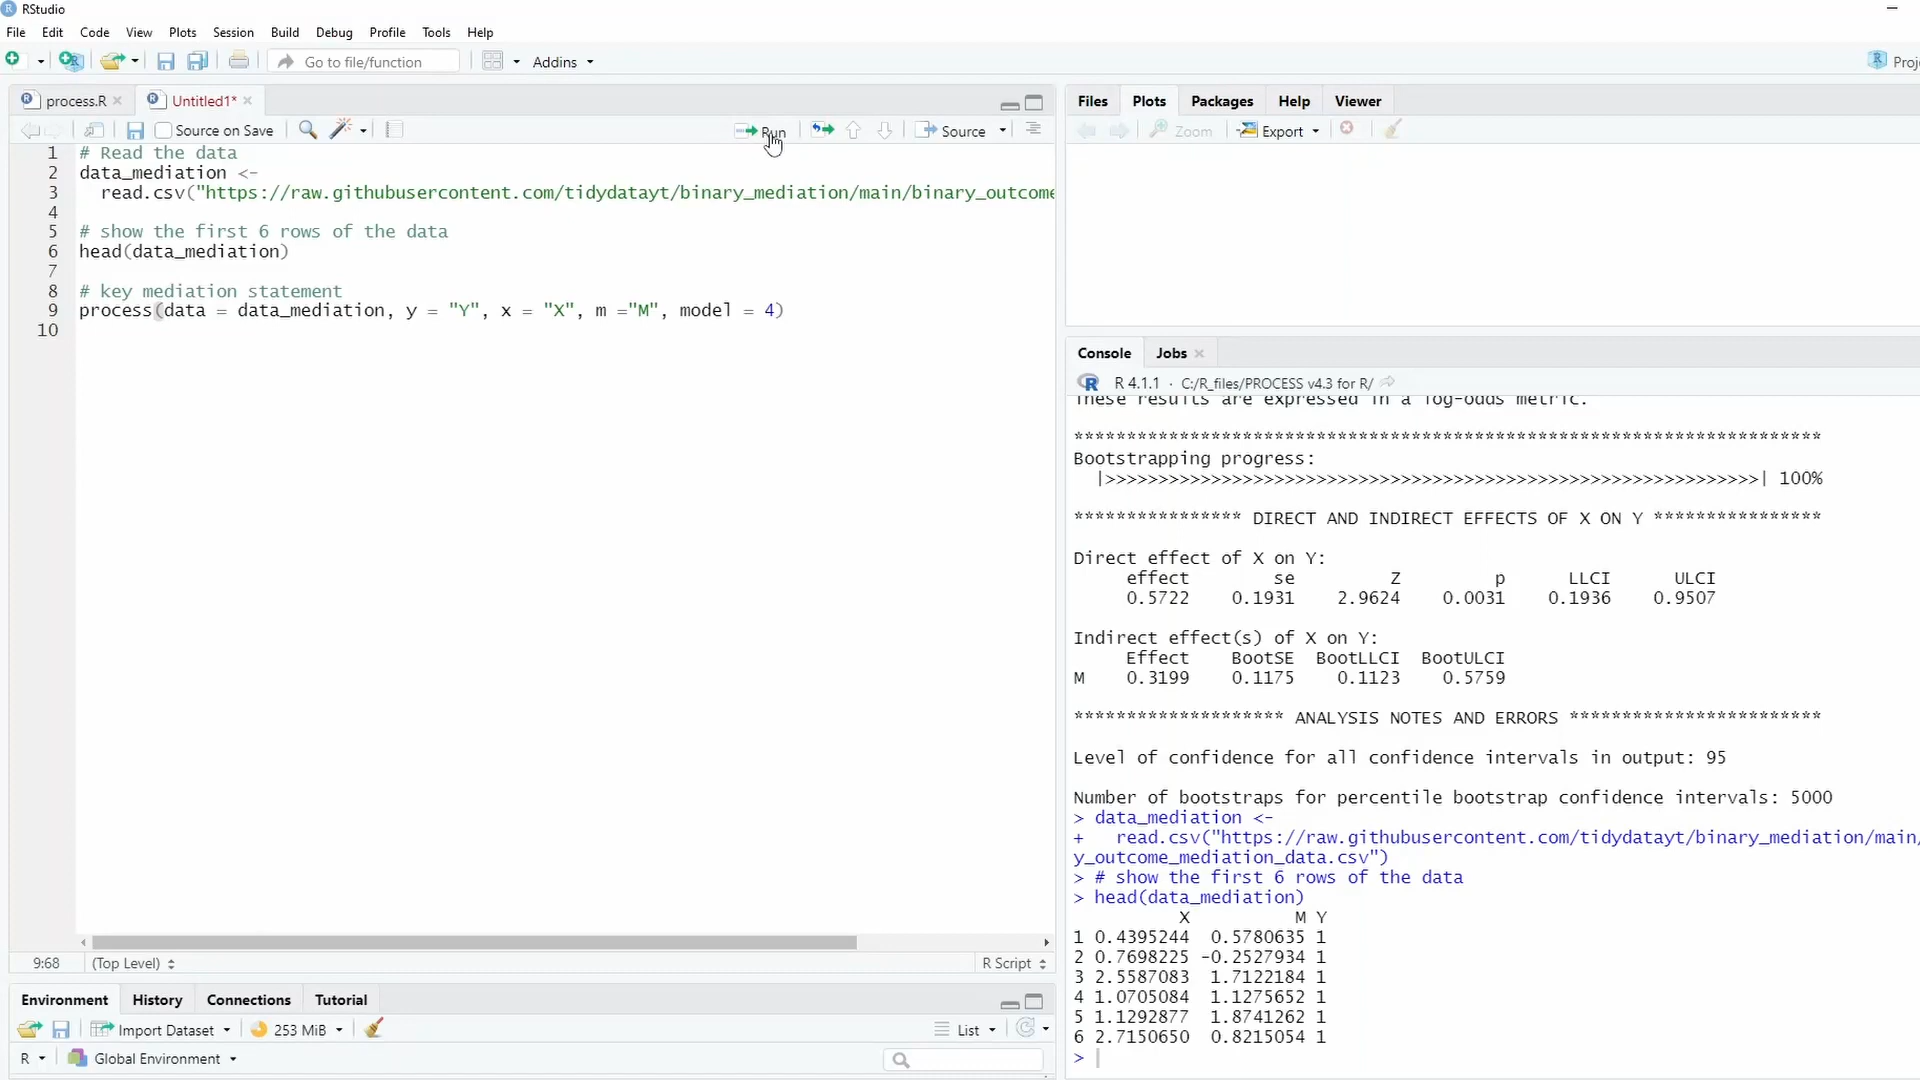 RStudio
File Edit Code View Plots Session Build Debug Profile Tools Help
Go to file/function Addins
process.R Untitled1*
Source on Save Run Source
1 # Read the data
2 data_mediation <-
3 read.csv("https://raw.githubusercontent.com/tidydatayt/binary_mediation/main/binary_outcome
4
5 # show the first 6 rows of the data
6 head(data_mediation)
7
8 # key mediation statement
9 process(data = data_mediation, y = "Y", x = "X", m ="M", model = 4)
10
9:68 (Top Level) R Script
Environment History Connections Tutorial
Import Dataset 253 MiB List
R Global Environment
Proj
Files Plots Packages Help Viewer
Zoom Export
Console Jobs
R 4.1.1 · C:/R_files/PROCESS v4.3 for R/
These results are expressed in a log-odds metric.
***********************************************************************
Bootstrapping progress:
|>>>>>>>>>>>>>>>>>>>>>>>>>>>>>>>>>>>>>>>>>>>>>>>>>>>>>>>>>>>>>>| 100%
**************** DIRECT AND INDIRECT EFFECTS OF X ON Y ****************
Direct effect of X on Y:
effect se Z p LLCI ULCI
0.5722 0.1931 2.9624 0.0031 0.1936 0.9507
Indirect effect(s) of X on Y:
Effect BootSE BootLLCI BootULCI
M 0.3199 0.1175 0.1123 0.5759
******************** ANALYSIS NOTES AND ERRORS ************************
Level of confidence for all confidence intervals in output: 95
Number of bootstraps for percentile bootstrap confidence intervals: 5000
> data_mediation <-
+ read.csv("https://raw.githubusercontent.com/tidydatayt/binary_mediation/main/
y_outcome_mediation_data.csv")
> # show the first 6 rows of the data
> head(data_mediation)
X M Y
1 0.4395244 0.5780635 1
2 0.7698225 -0.2527934 1
3 2.5587083 1.7122184 1
4 1.0705084 1.1275652 1
5 1.1292877 1.8741262 1
6 2.7150650 0.8215054 1
>